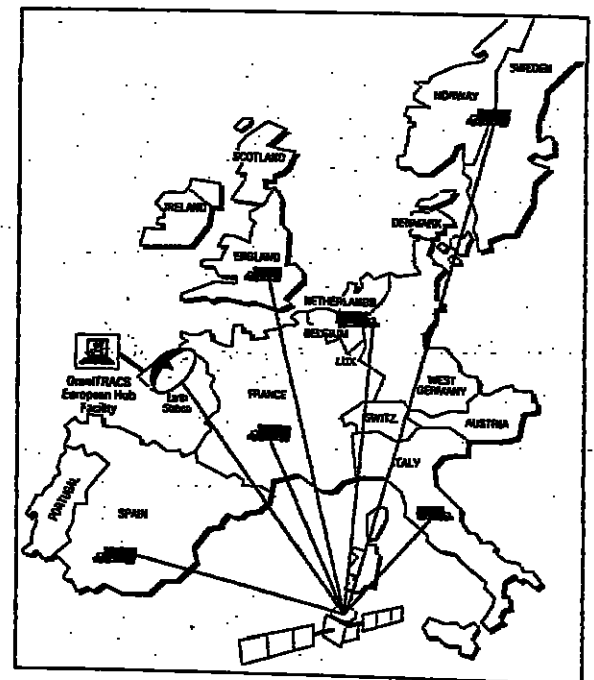 SWEDEN
NORWAY
SCOTLAND
IRELAND
DENMARK
ENGLAND
NETHERLANDS
BELGIUM
LUX.
OmniTRACS
European Hub
Facility
Earth
Station
FRANCE
WEST
GERMANY
SWITZ.
AUSTRIA
ITALY
PORTUGAL
SPAIN